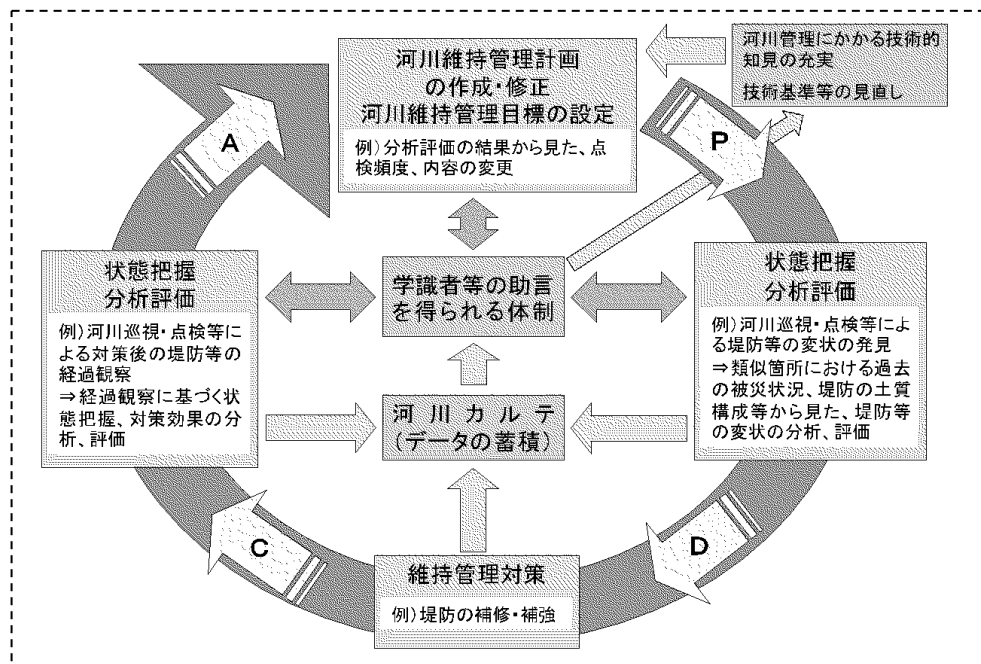 河川維持管理計画
の作成・修正
河川維持管理目標の設定
例）分析評価の結果から見た、点
検頻度、内容の変更
河川管理にかかる技術的
知見の充実
技術基準等の見直し
A
P
状態把握
分析評価
例）河川巡視・点検等
による対策後の堤防等の
経過観察
⇒経過観察に基づく状
態把握、対策効果の分
析、評価
学識者等の助言
を得られる体制
状態把握
分析評価
例）河川巡視・点検等によ
る堤防等の変状の発見
⇒類似箇所における過去
の被災状況、堤防の土質
構成等から見た、堤防等
の変状の分析、評価
河川カルテ
（データの蓄積）
C
D
維持管理対策
例）堤防の補修・補強